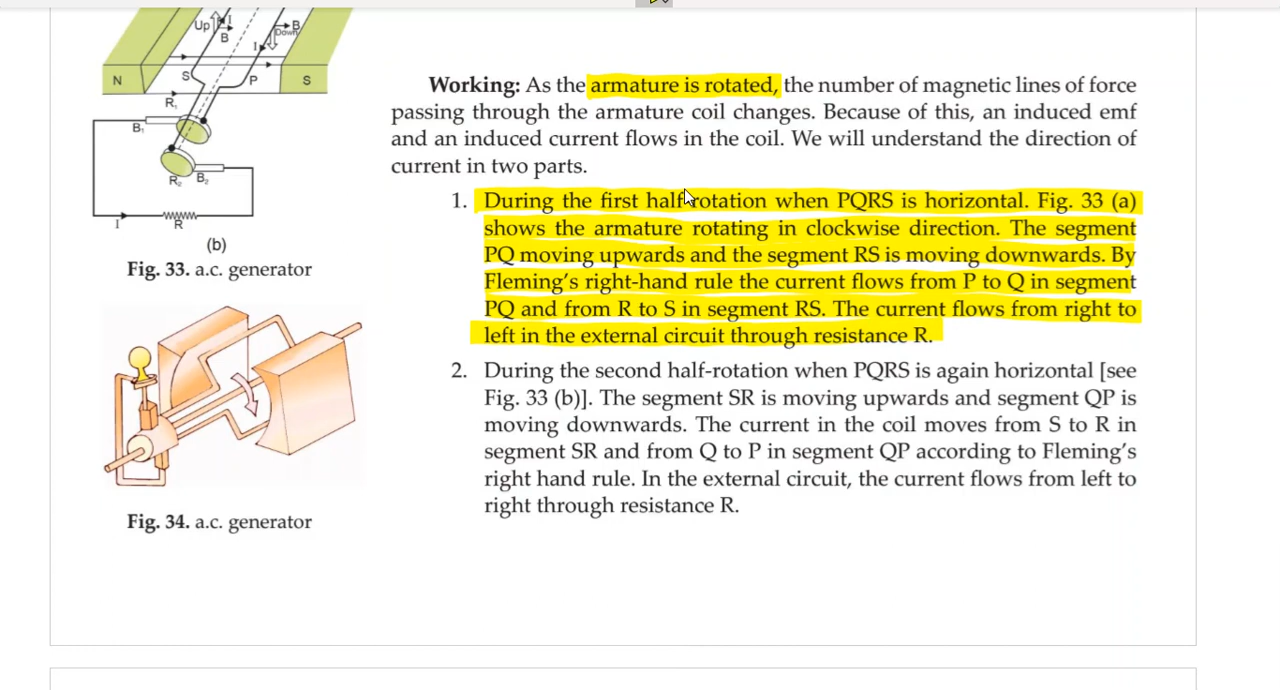 Up I
B
B
I Down
N
S
P
S
R₁
B₁
R₂ B₂
I
R
(b)
Fig. 33. a.c. generator
Fig. 34. a.c. generator
Working: As the armature is rotated, the number of magnetic lines of force
passing through the armature coil changes. Because of this, an induced emf
and an induced current flows in the coil. We will understand the direction of
current in two parts.
1. During the first half-rotation when PQRS is horizontal. Fig. 33 (a)
shows the armature rotating in clockwise direction. The segment
PQ moving upwards and the segment RS is moving downwards. By
Fleming's right-hand rule the current flows from P to Q in segment
PQ and from R to S in segment RS. The current flows from right to
left in the external circuit through resistance R.
2. During the second half-rotation when PQRS is again horizontal [see
Fig. 33 (b)]. The segment SR is moving upwards and segment QP is
moving downwards. The current in the coil moves from S to R in
segment SR and from Q to P in segment QP according to Fleming's
right hand rule. In the external circuit, the current flows from left to
right through resistance R.